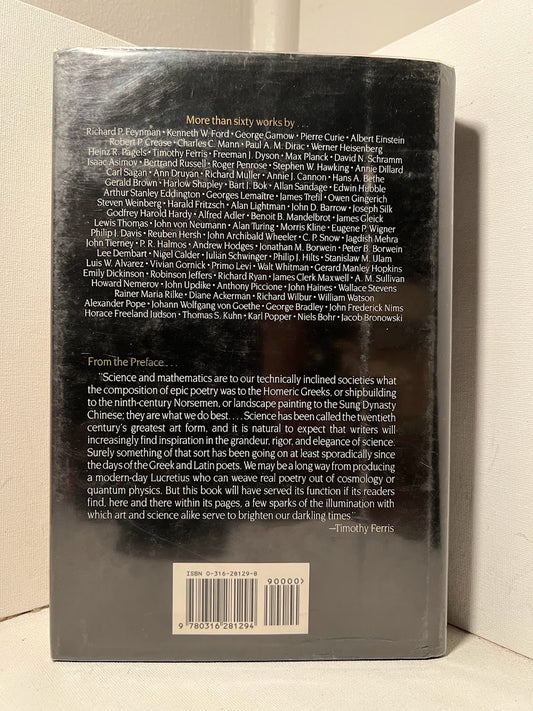 More than sixty works by . . .
Richard P. Feynman • Kenneth W. Ford • George Gamow • Pierre Curie • Albert Einstein
Robert P. Crease • Charles C. Mann • Paul A. M. Dirac • Werner Heisenberg
Heinz R. Pagels • Timothy Ferris • Freeman J. Dyson • Max Planck • David N. Schramm
Isaac Asimov • Bertrand Russell • Roger Penrose • Stephen W. Hawking • Annie Dillard
Carl Sagan • Ann Druyan • Richard Muller • Annie J. Cannon • Hans A. Bethe
Gerald Brown • Harlow Shapley • Bart J. Bok • Allan Sandage • Edwin Hubble
Arthur Stanley Eddington • Georges Lemaître • James Trefil • Owen Gingerich
Steven Weinberg • Harald Fritzsch • Alan Lightman • John D. Barrow • Joseph Silk
Godfrey Harold Hardy • Alfred Adler • Benoit B. Mandelbrot • James Gleick
Lewis Thomas • John von Neumann • Alan Turing • Morris Kline • Eugene P. Wigner
Philip J. Davis • Reuben Hersh • John Archibald Wheeler • C. P. Snow • Jagdish Mehra
John Tierney • P. R. Halmos • Andrew Hodges • Jonathan M. Borwein • Peter B. Borwein
Lee Dembart • Nigel Calder • Julian Schwinger • Philip J. Hilts • Stanislaw M. Ulam
Luis W. Alvarez • Vivian Gornick • Primo Levi • Walt Whitman • Gerard Manley Hopkins
Emily Dickinson • Robinson Jeffers • Richard Ryan • James Clerk Maxwell • A. M. Sullivan
Howard Nemerov • John Updike • Anthony Piccione • John Haines • Wallace Stevens
Rainer Maria Rilke • Diane Ackerman • Richard Wilbur • William Watson
Alexander Pope • Johann Wolfgang von Goethe • George Bradley • John Frederick Nims
Horace Freeland Judson • Thomas S. Kuhn • Karl Popper • Niels Bohr • Jacob Bronowski
From the Preface . . .
"Science and mathematics are to our technically inclined societies what
the composition of epic poetry was to the Homeric Greeks, or shipbuilding
to the ninth-century Norsemen, or landscape painting to the Sung Dynasty
Chinese; they are what we do best. . . . Science has been called the twentieth
century's greatest art form, and it is natural to expect that writers will
increasingly find inspiration in the grandeur, rigor, and elegance of science.
Surely something of that sort has been going on at least sporadically since
the days of the Greek and Latin poets. We may be a long way from producing
a modern-day Lucretius who can weave real poetry out of cosmology or
quantum physics. But this book will have served its function if its readers
find, here and there within its pages, a few sparks of the illumination with
which art and science alike serve to brighten our darkling times."
—Timothy Ferris
ISBN 0-316-28129-8
90000>
9 780316 281294